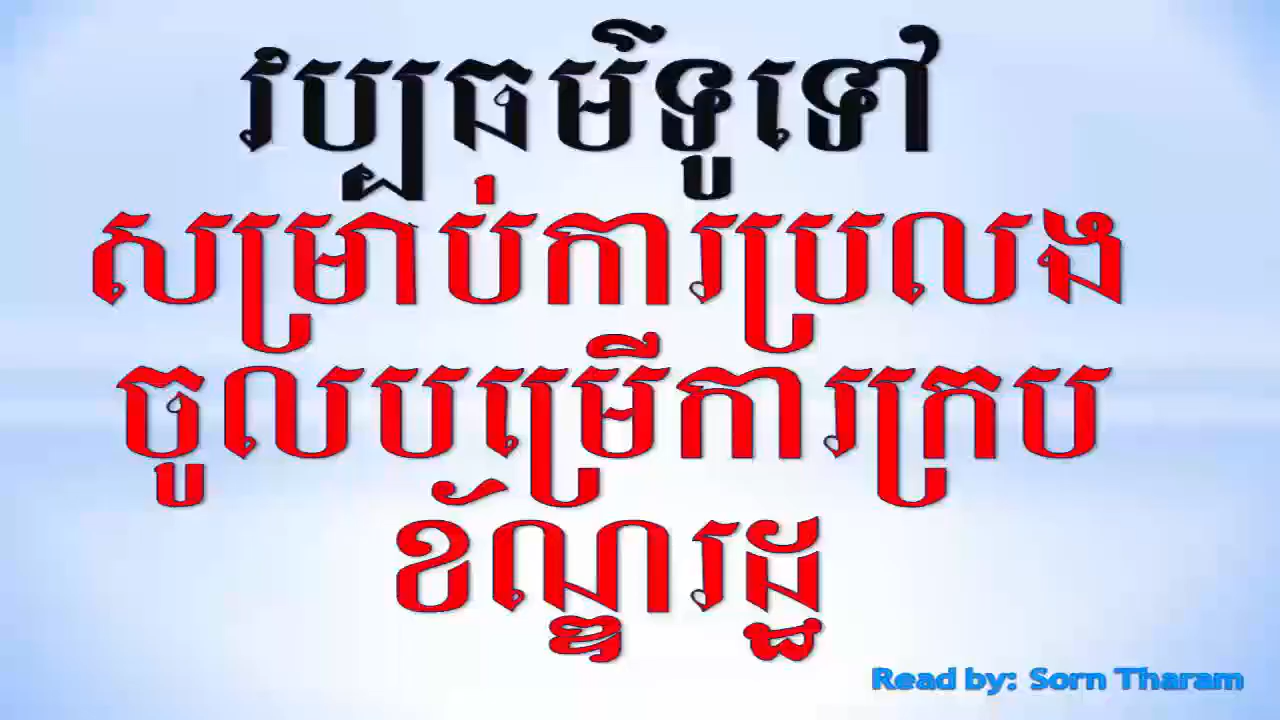 វប្បធម៌ទូទៅ
សម្រាប់ការប្រលង
ចូលបម្រើការក្រប
ខ័ណ្ឌរដ្ឋ
Read by: Sorn Tharam